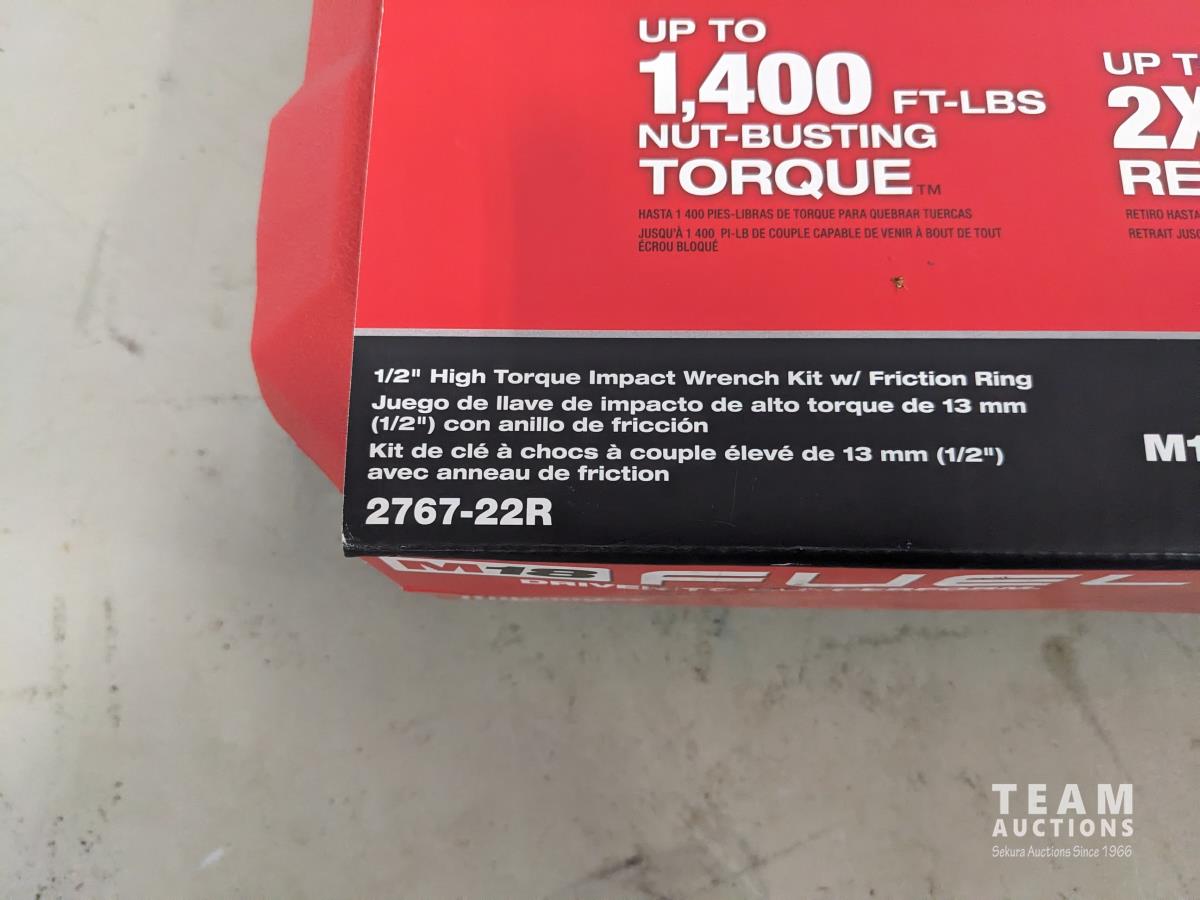 UP TO
1,400 FT-LBS
NUT-BUSTING
TORQUE™
HASTA 1 400 PIES-LIBRAS DE TORQUE PARA QUEBRAR TUERCAS
JUSQU'À 1 400 PI-LB DE COUPLE CAPABLE DE VENIR À BOUT DE TOUT
ÉCROU BLOQUÉ
UP T
2X
RE
RETIRO HASTA
RETRAIT JUSQ
1/2" High Torque Impact Wrench Kit w/ Friction Ring
Juego de llave de impacto de alto torque de 13 mm
(1/2") con anillo de fricción
Kit de clé à chocs à couple élevé de 13 mm (1/2")
avec anneau de friction
2767-22R
M1
M18 FUEL
DRIVEN TO OUTPERFORM
TEAM
AUCTIONS
Sekura Auctions Since 1966